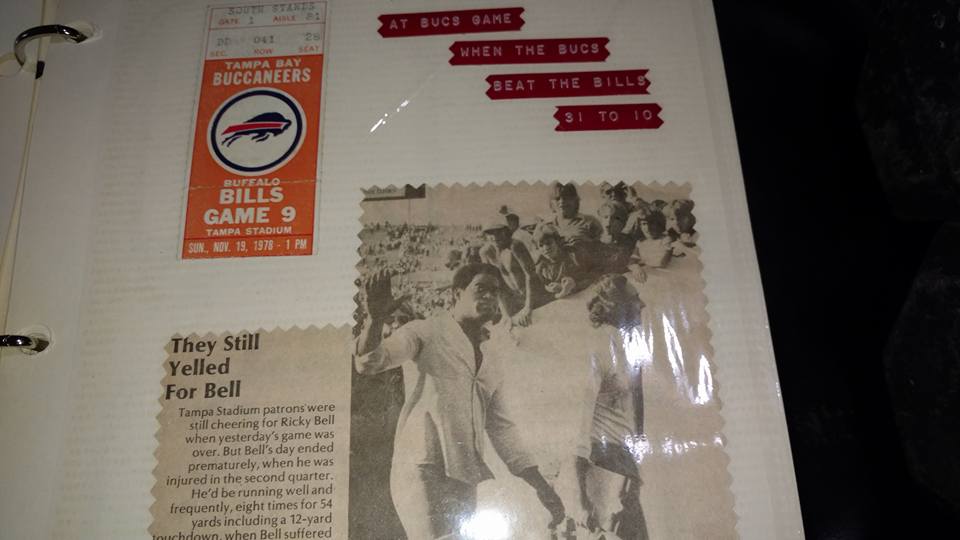 SOUTH STANDS
GATE 1 AISLE 81
041 28
SEC. ROW SEAT
TAMPA BAY
BUCCANEERS
BUFFALO
BILLS
GAME 9
TAMPA STADIUM
SUN., NOV. 19, 1978 - 1 PM
AT BUCS GAME
WHEN THE BUCS
BEAT THE BILLS
31 TO 10
They Still
Yelled
For Bell
Tampa Stadium patrons were
still cheering for Ricky Bell
when yesterday's game was
over. But Bell's day ended
prematurely, when he was
injured in the second quarter.
He'd be running well and
frequently, eight times for 54
yards including a 12-yard
touchdown, when Bell suffered